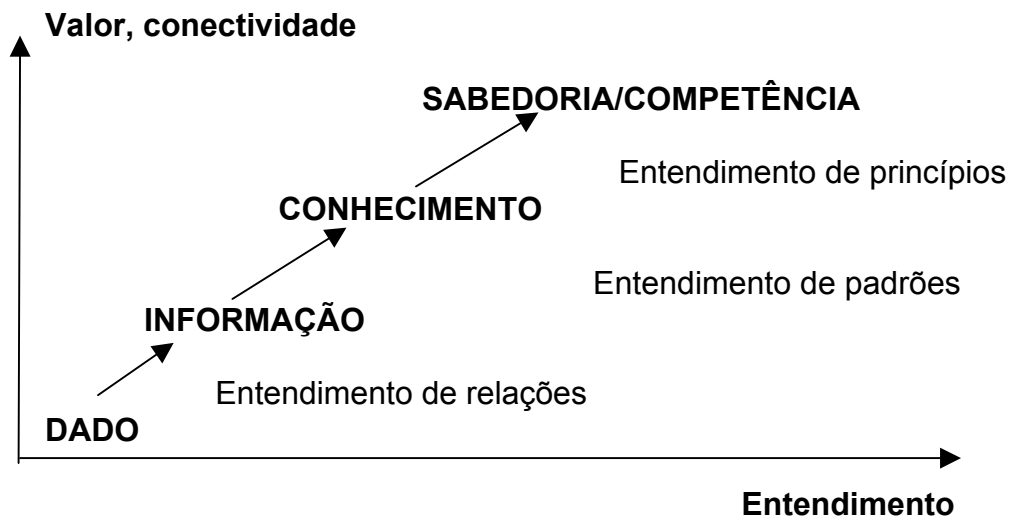 Valor, conectividade
SABEDORIA/COMPETÊNCIA
Entendimento de princípios
CONHECIMENTO
Entendimento de padrões
INFORMAÇÃO
Entendimento de relações
DADO
Entendimento